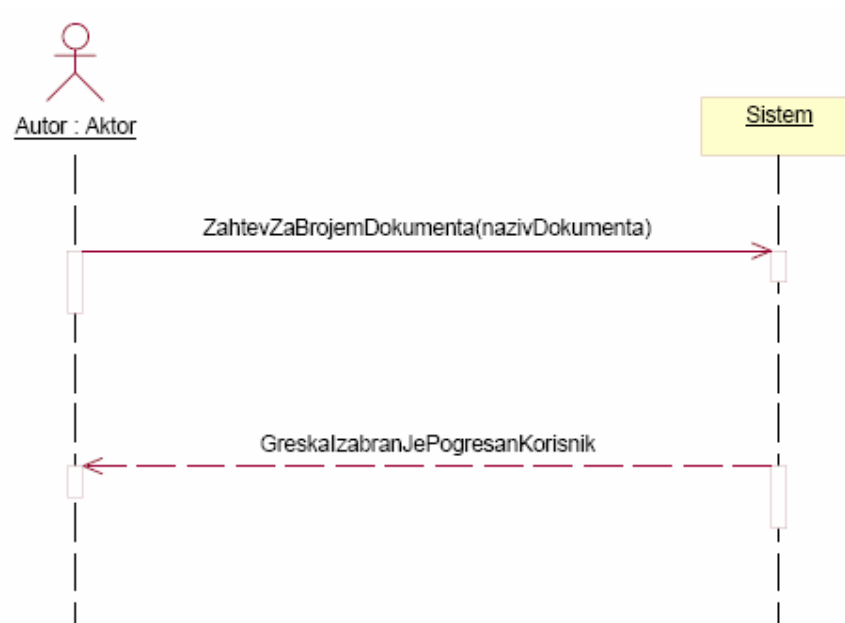 Autor : Aktor
Sistem
ZahtevZaBrojemDokumenta(nazivDokumenta)
GreskaIzabranJePogresanKorisnik